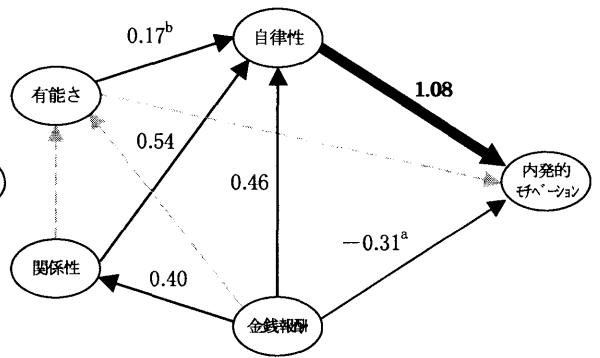 0.17b
自律性
有能さ
1.08
0.54
0.46
内発的
モチベーション
関係性
0.40
−0.31a
金銭報酬